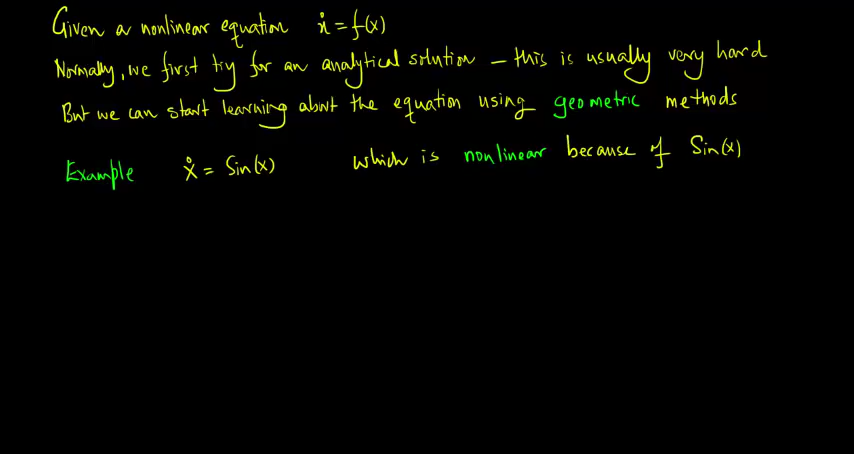 Given a nonlinear equation ẋ = f(x)
Normally, we first try for an analytical solution – this is usually very hard
But we can start learning about the equation using geometric methods
Example ẋ = Sin(x) which is nonlinear because of Sin(x)